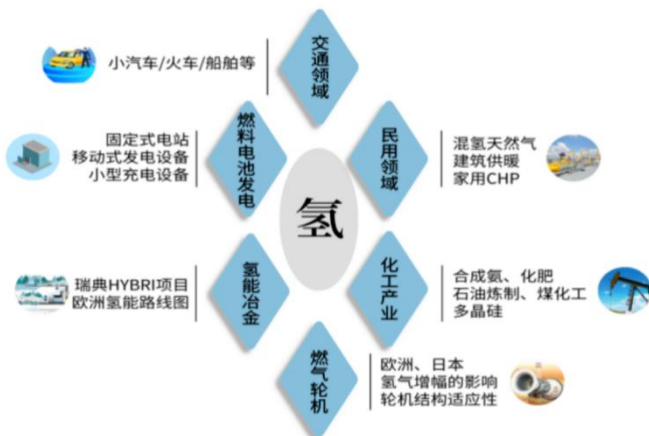 小汽车/火车/船舶等
交通领域
固定式电站
移动式发电设备
小型充电设备
燃料电池发电
民用领域
混氢天然气
建筑供暖
家用CHP
氢
瑞典HYBRI项目
欧洲氢能路线图
氢能冶金
化工产业
合成氨、化肥
石油炼制、煤化工
多晶硅
燃气轮机
欧洲、日本
氢气增幅的影响
轮机结构适应性